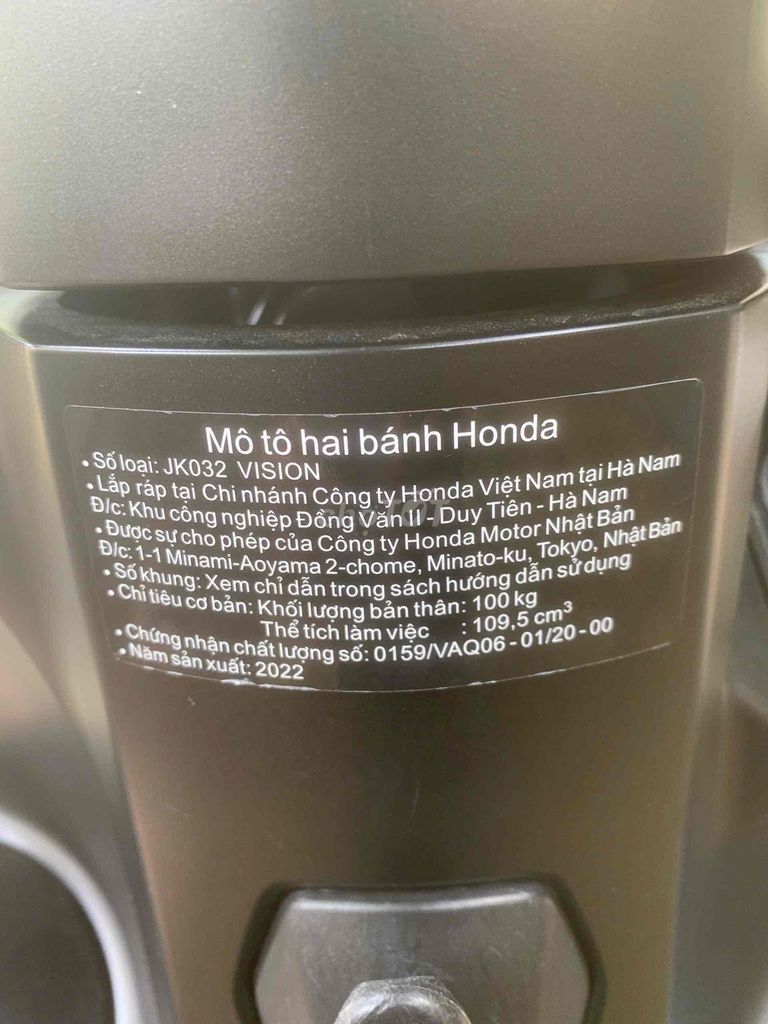 Mô tô hai bánh Honda
• Số loại: JK032 VISION
• Lắp ráp tại Chi nhánh Công ty Honda Việt Nam tại Hà Nam
Đ/c: Khu công nghiệp Đồng Văn II - Duy Tiên - Hà Nam
• Được sự cho phép của Công ty Honda Motor Nhật Bản
Đ/c: 1-1 Minami-Aoyama 2-chome, Minato-ku, Tokyo, Nhật Bản
• Số khung: Xem chỉ dẫn trong sách hướng dẫn sử dụng
• Chỉ tiêu cơ bản: Khối lượng bản thân: 100 kg
Thể tích làm việc : 109,5 cm³
• Chứng nhận chất lượng số: 0159/VAQ06 - 01/20 - 00
• Năm sản xuất: 2022
chợTỐT